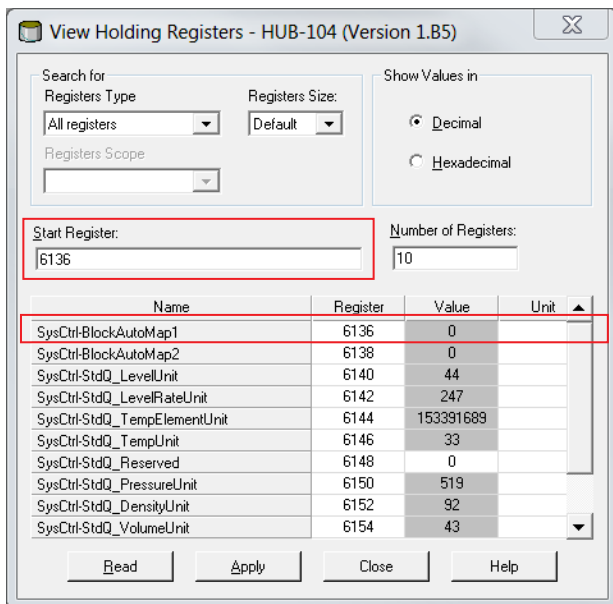 View Holding Registers - HUB-104 (Version 1.B5)
Search for
Registers Type
Registers Size:
All registers
Default
Registers Scope
Show Values in
Decimal
Hexadecimal
Start Register:
6136
Number of Registers:
10
Name Register Value Unit
SysCtrl-BlockAutoMap1 6136 0
SysCtrl-BlockAutoMap2 6138 0
SysCtrl-StdQ_LevelUnit 6140 44
SysCtrl-StdQ_LevelRateUnit 6142 247
SysCtrl-StdQ_TempElementUnit 6144 153391689
SysCtrl-StdQ_TempUnit 6146 33
SysCtrl-StdQ_Reserved 6148 0
SysCtrl-StdQ_PressureUnit 6150 519
SysCtrl-StdQ_DensityUnit 6152 92
SysCtrl-StdQ_VolumeUnit 6154 43
Read Apply Close Help